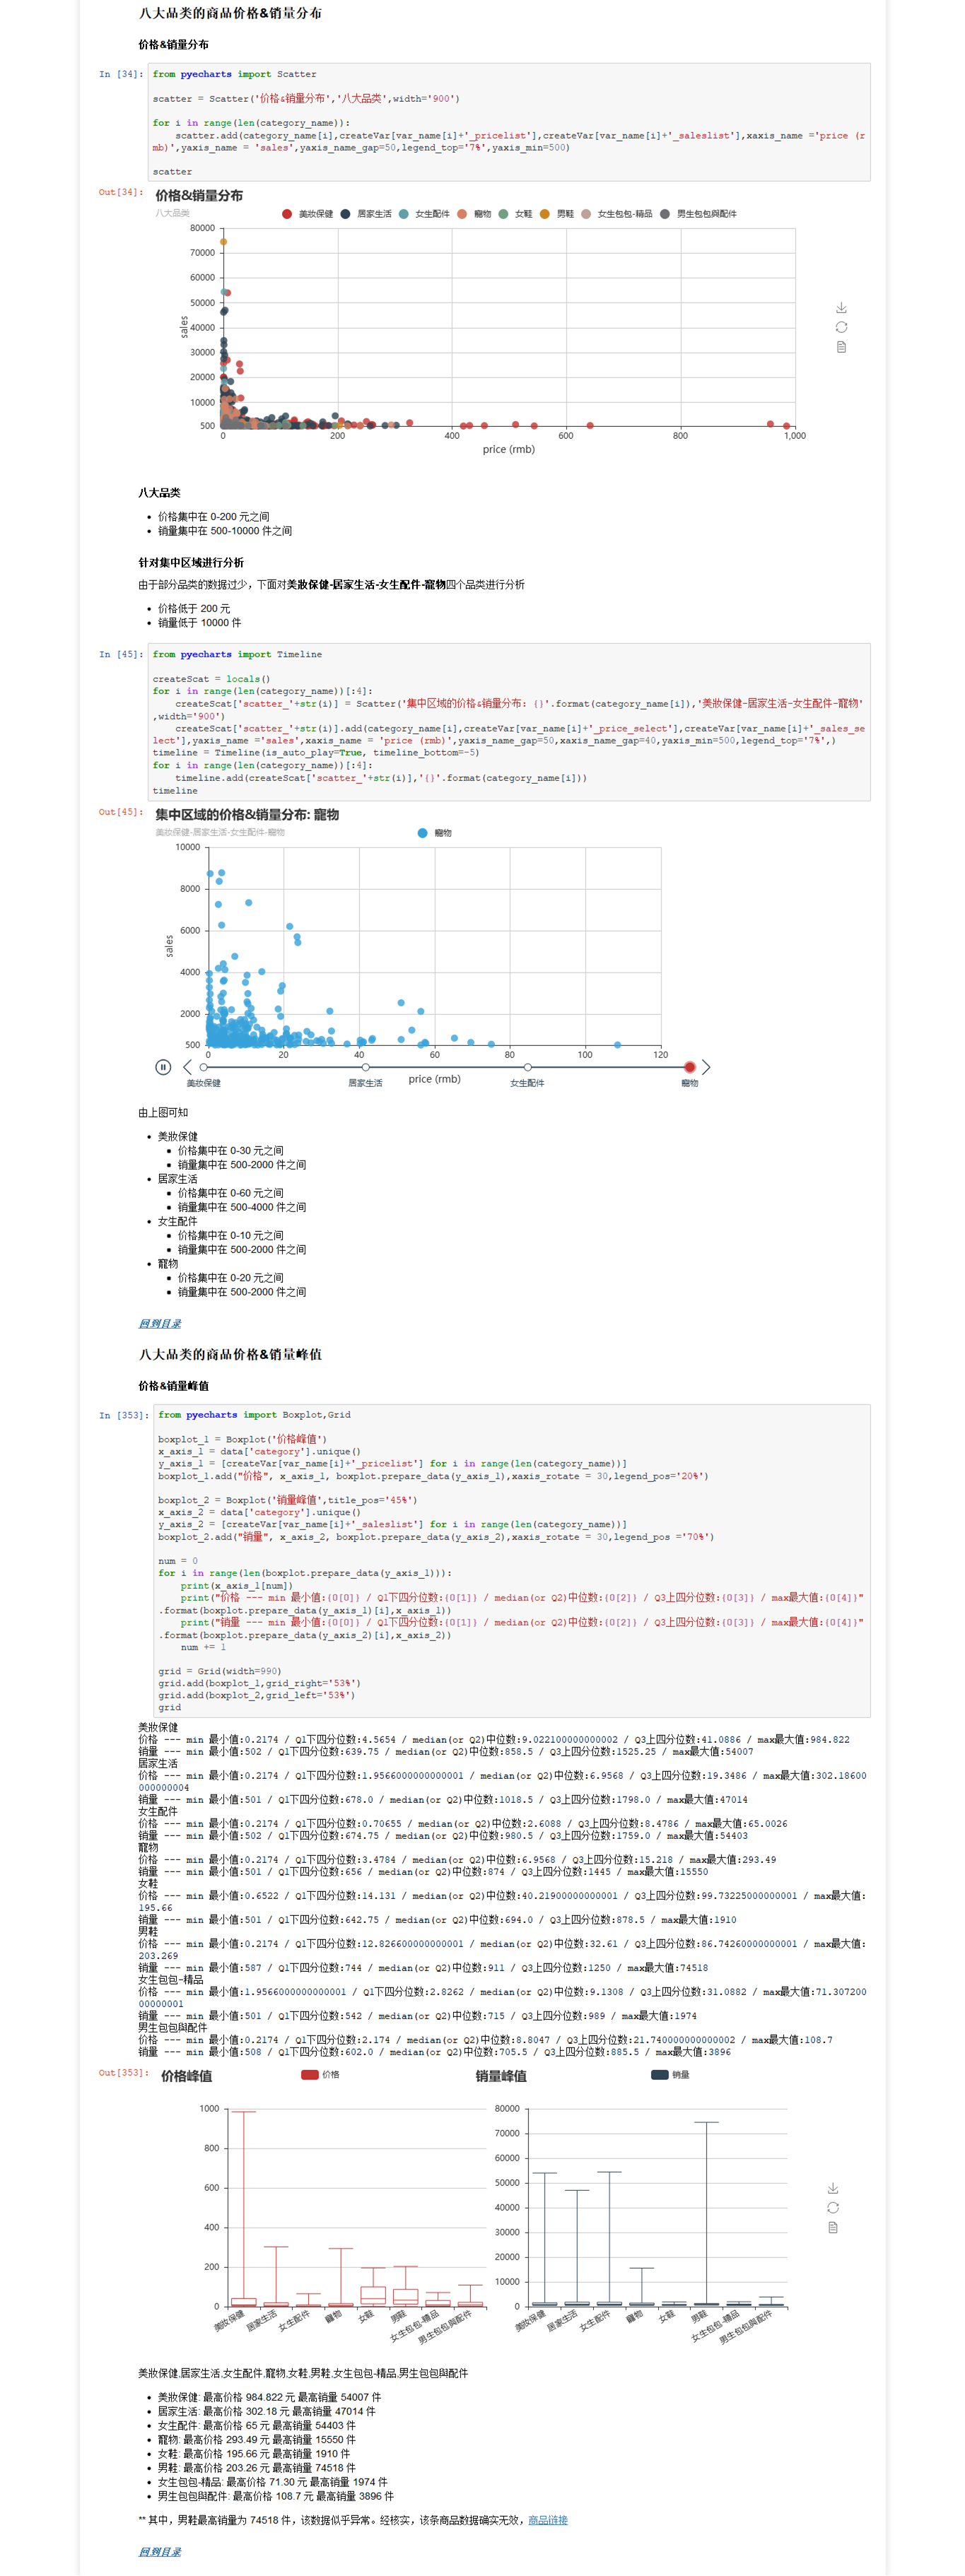 八大品类的商品价格&销量分布
价格&销量分布
In [34]:
from pyecharts import Scatter
scatter = Scatter('价格&销量分布','八大品类',width='900')
for i in range(len(category_name)):
    scatter.add(category_name[i],createVar[var_name[i]+'_pricelist'],createVar[var_name[i]+'_saleslist'],xaxis_name ='price (r
mb)',yaxis_name = 'sales',yaxis_name_gap=50,legend_top='7%',yaxis_min=500)
scatter
Out[34]:
价格&销量分布
八大品类
美妝保健 居家生活 女生配件 寵物 女鞋 男鞋 女生包包-精品 男生包包與配件
80000
70000
60000
50000
40000
30000
20000
10000
500
sales
0 200 400 600 800 1,000
price (rmb)
八大品类
• 价格集中在 0-200 元之间
• 销量集中在 500-10000 件之间
针对集中区域进行分析
由于部分品类的数据过少，下面对美妝保健-居家生活-女生配件-寵物四个品类进行分析
• 价格低于 200 元
• 销量低于 10000 件
In [45]:
from pyecharts import Timeline
createScat = locals()
for i in range(len(category_name))[:4]:
    createScat['scatter_'+str(i)] = Scatter('集中区域的价格&销量分布: {}'.format(category_name[i]),'美妝保健-居家生活-女生配件-寵物'
,width='900')
    createScat['scatter_'+str(i)].add(category_name[i],createVar[var_name[i]+'_price_select'],createVar[var_name[i]+'_sales_se
lect'],yaxis_name ='sales',xaxis_name = 'price (rmb)',yaxis_name_gap=50,xaxis_name_gap=40,yaxis_min=500,legend_top='7%',)
timeline = Timeline(is_auto_play=True, timeline_bottom=-5)
for i in range(len(category_name))[:4]:
    timeline.add(createScat['scatter_'+str(i)],'{}'.format(category_name[i]))
timeline
Out[45]:
集中区域的价格&销量分布: 寵物
美妝保健-居家生活-女生配件-寵物
寵物
10000
8000
6000
4000
2000
500
sales
0 20 40 60 80 100 120
price (rmb)
美妝保健 居家生活 女生配件 寵物
由上图可知
• 美妝保健
▪ 价格集中在 0-30 元之间
▪ 销量集中在 500-2000 件之间
• 居家生活
▪ 价格集中在 0-60 元之间
▪ 销量集中在 500-4000 件之间
• 女生配件
▪ 价格集中在 0-10 元之间
▪ 销量集中在 500-2000 件之间
• 寵物
▪ 价格集中在 0-20 元之间
▪ 销量集中在 500-2000 件之间
回到目录
八大品类的商品价格&销量峰值
价格&销量峰值
In [353]:
from pyecharts import Boxplot,Grid
boxplot_1 = Boxplot('价格峰值')
x_axis_1 = data['category'].unique()
y_axis_1 = [createVar[var_name[i]+'_pricelist'] for i in range(len(category_name))]
boxplot_1.add("价格", x_axis_1, boxplot.prepare_data(y_axis_1),xaxis_rotate = 30,legend_pos='20%')
boxplot_2 = Boxplot('销量峰值',title_pos='45%')
x_axis_2 = data['category'].unique()
y_axis_2 = [createVar[var_name[i]+'_saleslist'] for i in range(len(category_name))]
boxplot_2.add("销量", x_axis_2, boxplot.prepare_data(y_axis_2),xaxis_rotate = 30,legend_pos ='70%')
num = 0
for i in range(len(boxplot.prepare_data(y_axis_1))):
    print(x_axis_1[num])
    print("价格 --- min 最小值:{0[0]} / Q1下四分位数:{0[1]} / median(or Q2)中位数:{0[2]} / Q3上四分位数:{0[3]} / max最大值:{0[4]}"
.format(boxplot.prepare_data(y_axis_1)[i],x_axis_1))
    print("销量 --- min 最小值:{0[0]} / Q1下四分位数:{0[1]} / median(or Q2)中位数:{0[2]} / Q3上四分位数:{0[3]} / max最大值:{0[4]}"
.format(boxplot.prepare_data(y_axis_2)[i],x_axis_2))
    num += 1
grid = Grid(width=990)
grid.add(boxplot_1,grid_right='53%')
grid.add(boxplot_2,grid_left='53%')
grid
美妝保健
价格 --- min 最小值:0.2174 / Q1下四分位数:4.5654 / median(or Q2)中位数:9.022100000000002 / Q3上四分位数:41.0886 / max最大值:984.822
销量 --- min 最小值:502 / Q1下四分位数:639.75 / median(or Q2)中位数:858.5 / Q3上四分位数:1525.25 / max最大值:54007
居家生活
价格 --- min 最小值:0.2174 / Q1下四分位数:1.9566000000000001 / median(or Q2)中位数:6.9568 / Q3上四分位数:19.3486 / max最大值:302.18600
000000004
销量 --- min 最小值:501 / Q1下四分位数:678.0 / median(or Q2)中位数:1018.5 / Q3上四分位数:1798.0 / max最大值:47014
女生配件
价格 --- min 最小值:0.2174 / Q1下四分位数:0.70655 / median(or Q2)中位数:2.6088 / Q3上四分位数:8.4786 / max最大值:65.0026
销量 --- min 最小值:502 / Q1下四分位数:674.75 / median(or Q2)中位数:980.5 / Q3上四分位数:1759.0 / max最大值:54403
寵物
价格 --- min 最小值:0.2174 / Q1下四分位数:3.4784 / median(or Q2)中位数:6.9568 / Q3上四分位数:15.218 / max最大值:293.49
销量 --- min 最小值:501 / Q1下四分位数:656 / median(or Q2)中位数:874 / Q3上四分位数:1445 / max最大值:15550
女鞋
价格 --- min 最小值:0.6522 / Q1下四分位数:14.131 / median(or Q2)中位数:40.21900000000001 / Q3上四分位数:99.73225000000001 / max最大值:
195.66
销量 --- min 最小值:501 / Q1下四分位数:642.75 / median(or Q2)中位数:694.0 / Q3上四分位数:878.5 / max最大值:1910
男鞋
价格 --- min 最小值:0.2174 / Q1下四分位数:12.826600000000001 / median(or Q2)中位数:32.61 / Q3上四分位数:86.74260000000001 / max最大值:
203.269
销量 --- min 最小值:587 / Q1下四分位数:744 / median(or Q2)中位数:911 / Q3上四分位数:1250 / max最大值:74518
女生包包-精品
价格 --- min 最小值:1.9566000000000001 / Q1下四分位数:2.8262 / median(or Q2)中位数:9.1308 / Q3上四分位数:31.0882 / max最大值:71.307200
00000001
销量 --- min 最小值:501 / Q1下四分位数:542 / median(or Q2)中位数:715 / Q3上四分位数:989 / max最大值:1974
男生包包與配件
价格 --- min 最小值:0.2174 / Q1下四分位数:2.174 / median(or Q2)中位数:8.8047 / Q3上四分位数:21.740000000000002 / max最大值:108.7
销量 --- min 最小值:508 / Q1下四分位数:602.0 / median(or Q2)中位数:705.5 / Q3上四分位数:885.5 / max最大值:3896
Out[353]:
价格峰值
价格
1000
800
600
400
200
0
美妝保健 居家生活 女生配件 寵物 女鞋 男鞋 女生包包-精品 男生包包與配件
销量峰值
销量
80000
70000
60000
50000
40000
30000
20000
10000
0
美妝保健 居家生活 女生配件 寵物 女鞋 男鞋 女生包包-精品 男生包包與配件
美妝保健,居家生活,女生配件,寵物,女鞋,男鞋,女生包包-精品,男生包包與配件
• 美妝保健: 最高价格 984.822 元 最高销量 54007 件
• 居家生活: 最高价格 302.18 元 最高销量 47014 件
• 女生配件: 最高价格 65 元 最高销量 54403 件
• 寵物: 最高价格 293.49 元 最高销量 15550 件
• 女鞋: 最高价格 195.66 元 最高销量 1910 件
• 男鞋: 最高价格 203.26 元 最高销量 74518 件
• 女生包包-精品: 最高价格 71.30 元 最高销量 1974 件
• 男生包包與配件: 最高价格 108.7 元 最高销量 3896 件
** 其中，男鞋最高销量为 74518 件，该数据似乎异常。经核实，该条商品数据确实无效，商品链接
回到目录